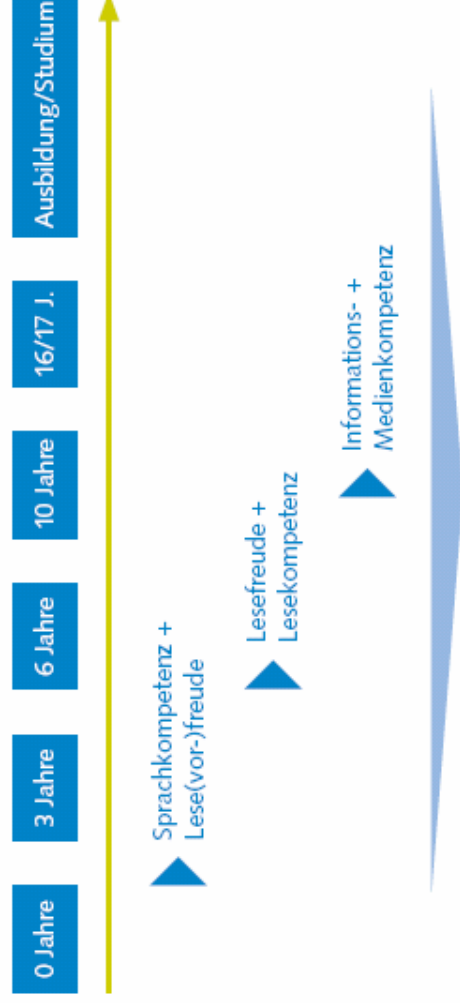 0 Jahre
3 Jahre
6 Jahre
10 Jahre
16/17 J.
Ausbildung/Studium
Sprachkompetenz +
Lese(vor-)freude
Lesefreude +
Lesekompetenz
Informations- +
Medienkompetenz